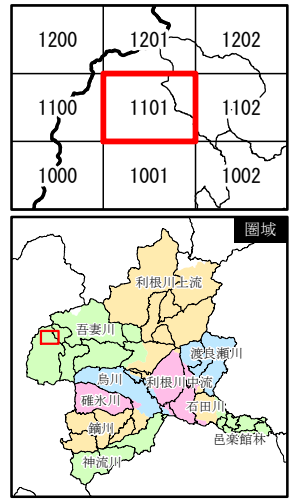 1200 1201 1202
1100 1101 1102
1000 1001 1002
圏域
利根川上流
吾妻川
渡良瀬川
烏川 利根川中流
碓氷川
石田川
鏑川
邑楽館林
神流川